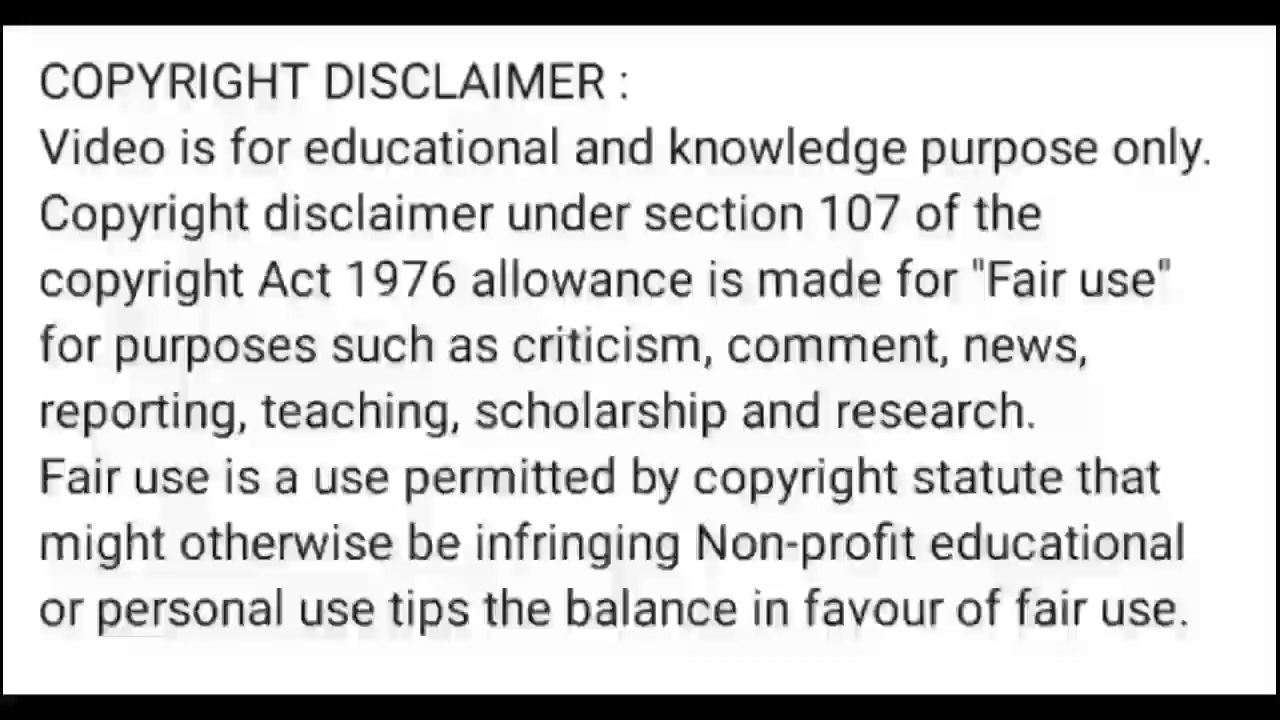 COPYRIGHT DISCLAIMER :
Video is for educational and knowledge purpose only.
Copyright disclaimer under section 107 of the
copyright Act 1976 allowance is made for "Fair use"
for purposes such as criticism, comment, news,
reporting, teaching, scholarship and research.
Fair use is a use permitted by copyright statute that
might otherwise be infringing Non-profit educational
or personal use tips the balance in favour of fair use.